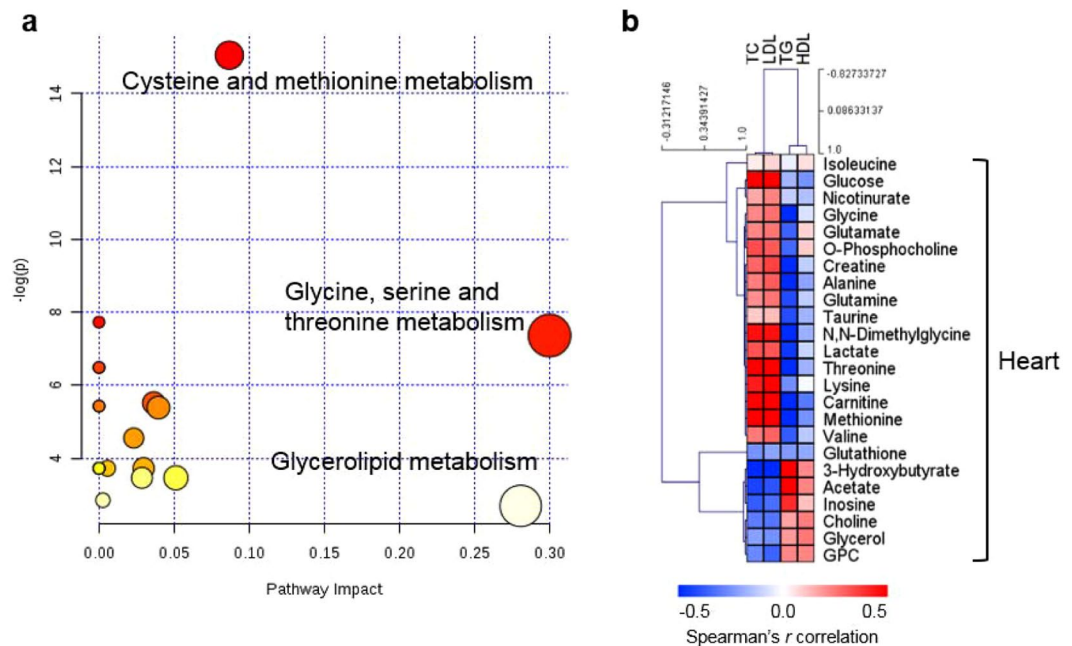 a
Cysteine and methionine metabolism
Glycine, serine and
threonine metabolism
Glycerolipid metabolism
-log(p)
14
12
10
8
6
4
0.00 0.05 0.10 0.15 0.20 0.25 0.30
Pathway Impact
b
TC
LDL
TG
HDL
-0.31217146
0.34391427
1.0
-0.82733727
0.08633137
1.0
Isoleucine
Glucose
Nicotinurate
Glycine
Glutamate
O-Phosphocholine
Creatine
Alanine
Glutamine
Taurine
N,N-Dimethylglycine
Lactate
Threonine
Lysine
Carnitine
Methionine
Valine
Glutathione
3-Hydroxybutyrate
Acetate
Inosine
Choline
Glycerol
GPC
Heart
-0.5 0.0 0.5
Spearman's r correlation